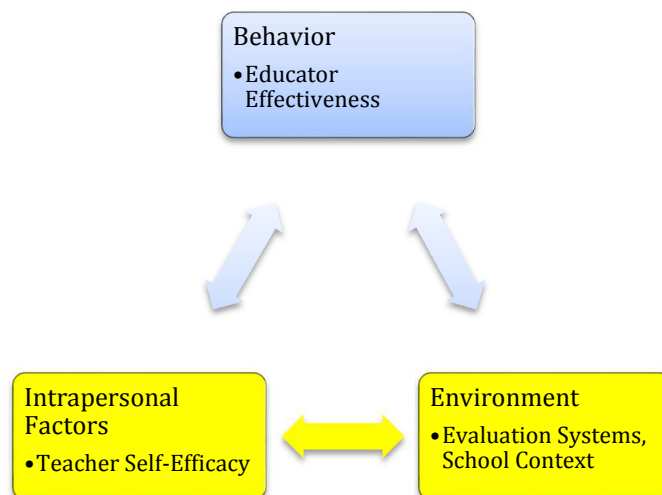 Behavior
•Educator
Effectiveness
Intrapersonal
Factors
•Teacher Self-Efficacy
Environment
•Evaluation Systems,
School Context